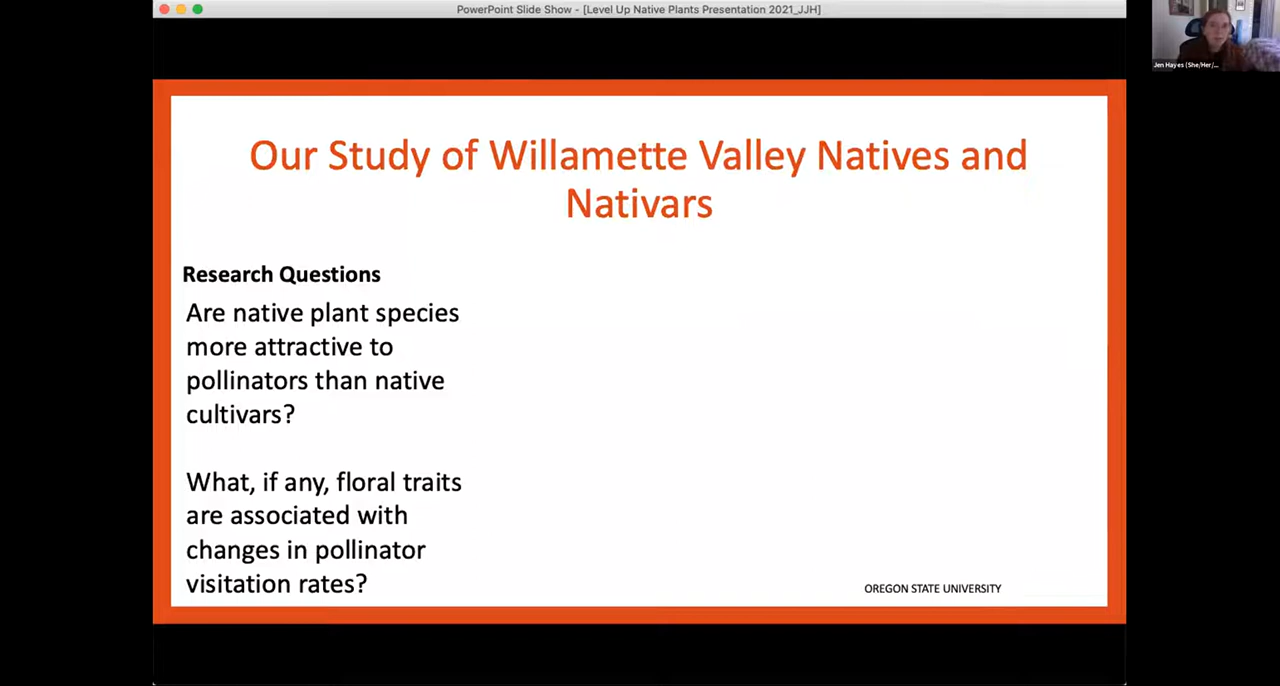 PowerPoint Slide Show - [Level Up Native Plants Presentation 2021_JJH]
Jen Hayes (She/Her/...
Our Study of Willamette Valley Natives and
Nativars
Research Questions
Are native plant species
more attractive to
pollinators than native
cultivars?
What, if any, floral traits
are associated with
changes in pollinator
visitation rates?
OREGON STATE UNIVERSITY